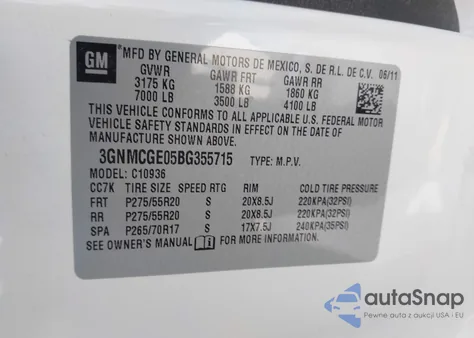 GM
MFD BY GENERAL MOTORS DE MEXICO, S. DE R.L. DE C.V. 06/11
GVWR GAWR FRT GAWR RR
3175 KG 1588 KG 1860 KG
7000 LB 3500 LB 4100 LB
THIS VEHICLE CONFORMS TO ALL APPLICABLE U.S. FEDERAL MOTOR
VEHICLE SAFETY AND THEFT PREVENTION STANDARDS IN EFFECT ON THE DATE OF
MANUFACTURE SHOWN ABOVE.
3GNMCGE05BG355715 TYPE: M.P.V.
MODEL: C10936
CC7K TIRE SIZE SPEED RTG RIM COLD TIRE PRESSURE
FRT P275/55R20 S 20X8.5J 220KPA(32PSI)
RR P275/55R20 S 20X8.5J 220KPA(32PSI)
SPA P265/70R17 S 17X7.5J 240KPA(35PSI)
SEE OWNER'S MANUAL i FOR MORE INFORMATION.
autoSnap
Pewne auta z aukcji USA i EU